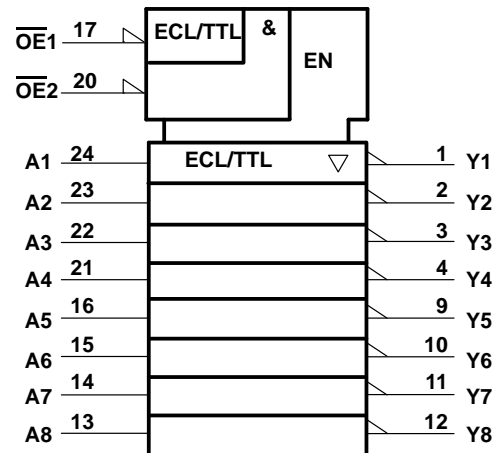 O̅E̅1 17 ECL/TTL & EN
O̅E̅2 20
A1 24 ECL/TTL ▽ 1 Y1
A2 23 2 Y2
A3 22 3 Y3
A4 21 4 Y4
A5 16 9 Y5
A6 15 10 Y6
A7 14 11 Y7
A8 13 12 Y8